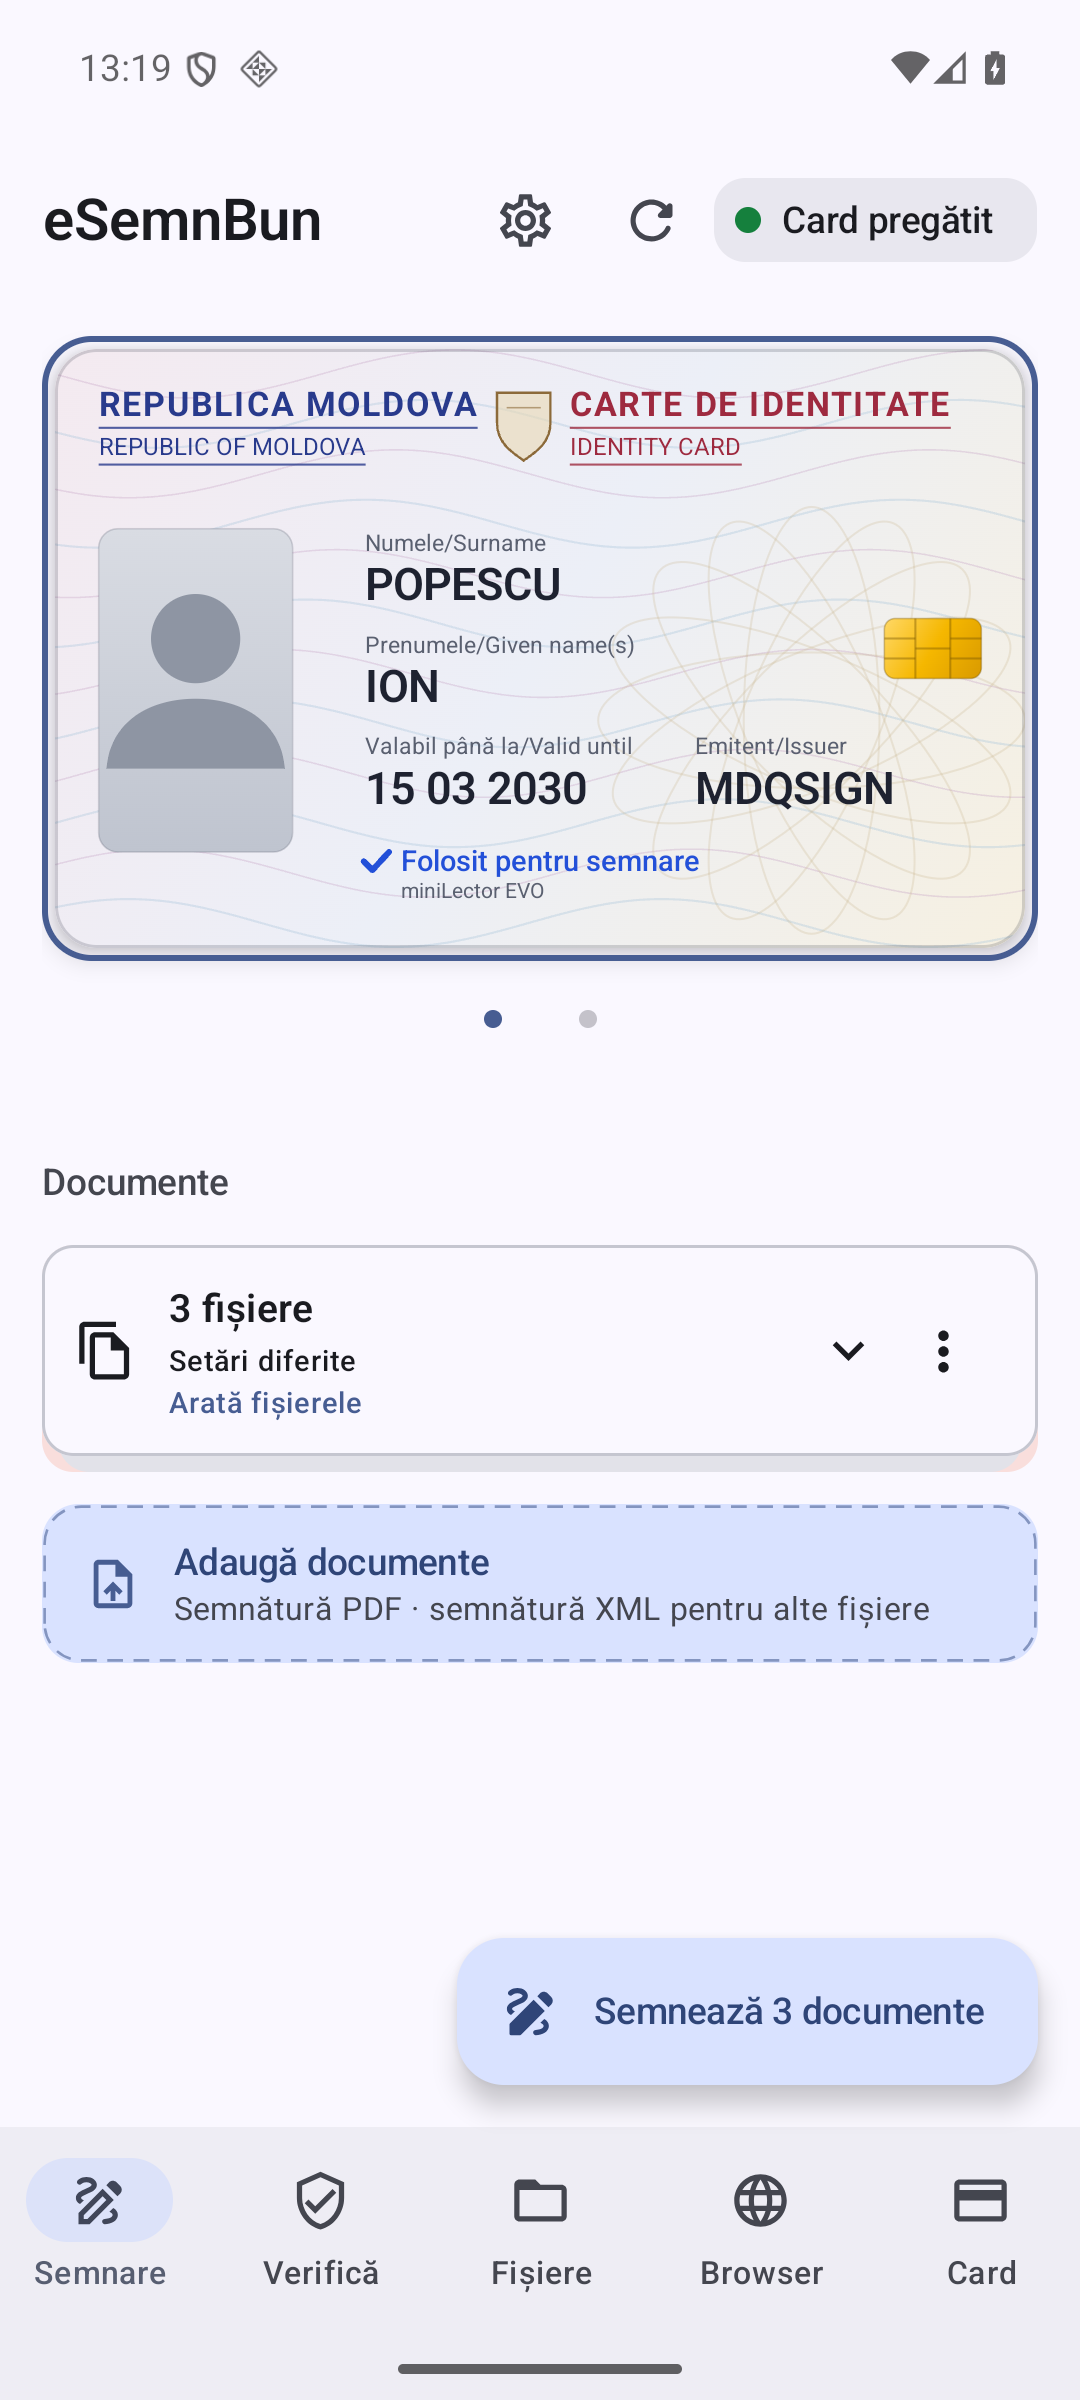 13:19
eSemnBun
Card pregătit
REPUBLICA MOLDOVA
REPUBLIC OF MOLDOVA
CARTE DE IDENTITATE
IDENTITY CARD
Numele/Surname
POPESCU
Prenumele/Given name(s)
ION
Valabil până la/Valid until
15 03 2030
Emitent/Issuer
MDQSIGN
Folosit pentru semnare
miniLector EVO
Documente
3 fișiere
Setări diferite
Arată fișierele
Adaugă documente
Semnătură PDF · semnătură XML pentru alte fișiere
Semnează 3 documente
Semnare
Verifică
Fișiere
Browser
Card